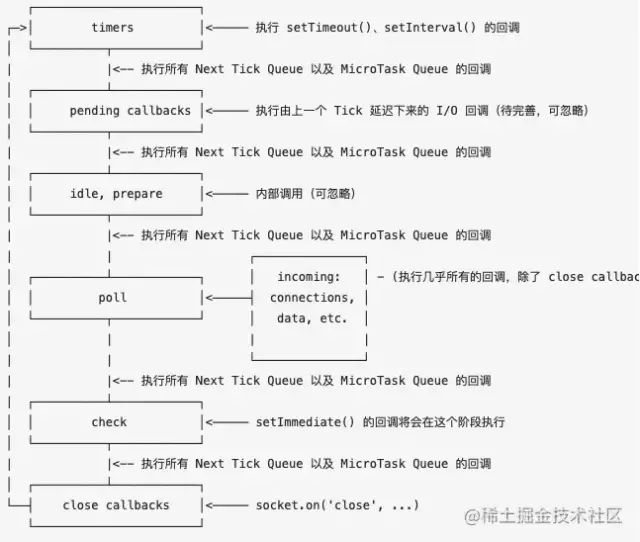 timers 执行 setTimeout()、setInterval() 的回调
<-- 执行所有 Next Tick Queue 以及 MicroTask Queue 的回调
pending callbacks 执行由上一个 Tick 延迟下来的 I/O 回调（待完善，可忽略）
<-- 执行所有 Next Tick Queue 以及 MicroTask Queue 的回调
idle, prepare 内部调用（可忽略）
<-- 执行所有 Next Tick Queue 以及 MicroTask Queue 的回调
incoming: - (执行几乎所有的回调，除了 close callbac
poll connections,
data, etc.
<-- 执行所有 Next Tick Queue 以及 MicroTask Queue 的回调
check setImmediate() 的回调将会在这个阶段执行
<-- 执行所有 Next Tick Queue 以及 MicroTask Queue 的回调
close callbacks socket.on('close', ...)
@稀土掘金技术社区